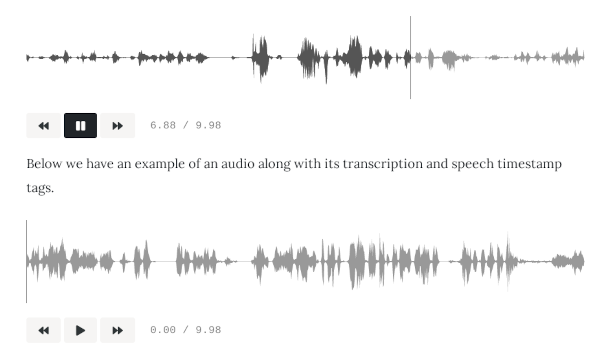 6.88 / 9.98
Below we have an example of an audio along with its transcription and speech timestamp
tags.
0.00 / 9.98